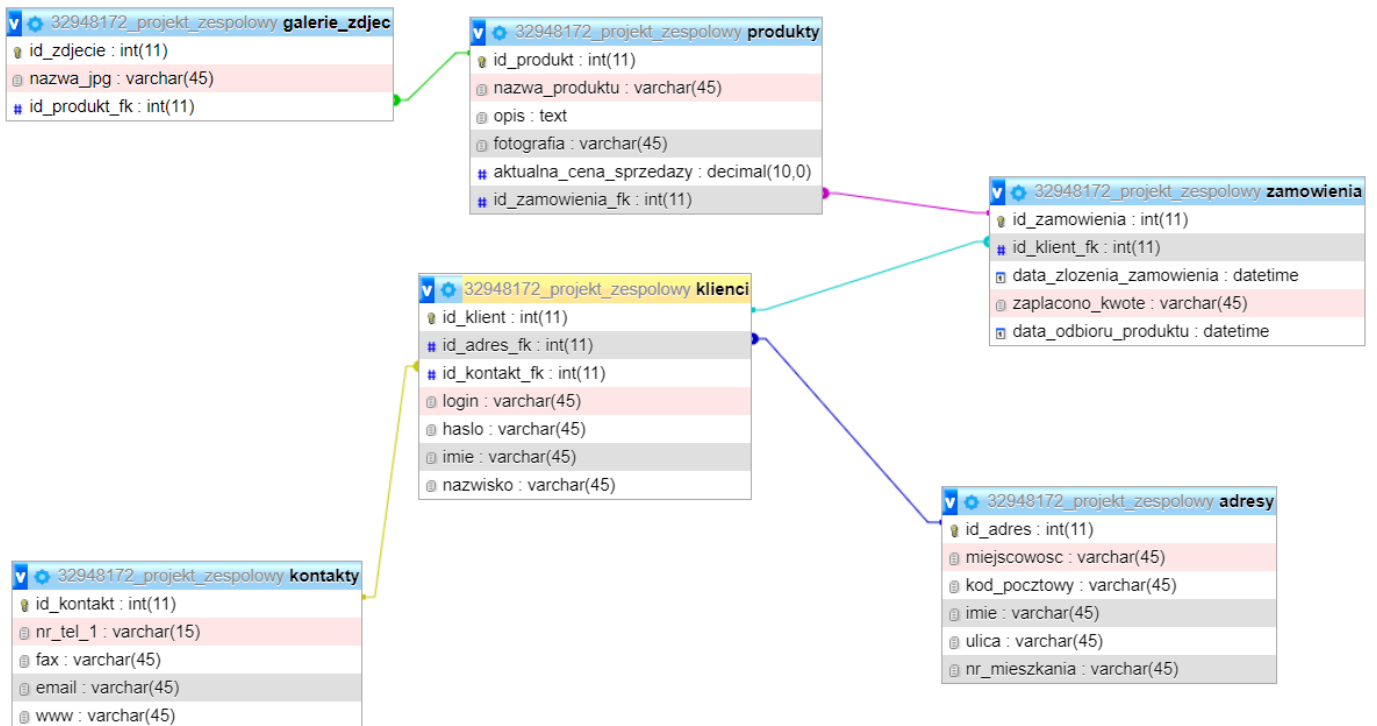 v 32948172_projekt_zespolowy galerie_zdjec
id_zdjecie : int(11)
nazwa_jpg : varchar(45)
# id_produkt_fk : int(11)
v 32948172_projekt_zespolowy produkty
id_produkt : int(11)
nazwa_produktu : varchar(45)
opis : text
fotografia : varchar(45)
# aktualna_cena_sprzedazy : decimal(10,0)
# id_zamowienia_fk : int(11)
v 32948172_projekt_zespolowy zamowienia
id_zamowienia : int(11)
# id_klient_fk : int(11)
data_zlozenia_zamowienia : datetime
zaplacono_kwote : varchar(45)
data_odbioru_produktu : datetime
v 32948172_projekt_zespolowy klienci
id_klient : int(11)
# id_adres_fk : int(11)
# id_kontakt_fk : int(11)
login : varchar(45)
haslo : varchar(45)
imie : varchar(45)
nazwisko : varchar(45)
v 32948172_projekt_zespolowy adresy
id_adres : int(11)
miejscowosc : varchar(45)
kod_pocztowy : varchar(45)
imie : varchar(45)
ulica : varchar(45)
nr_mieszkania : varchar(45)
v 32948172_projekt_zespolowy kontakty
id_kontakt : int(11)
nr_tel_1 : varchar(15)
fax : varchar(45)
email : varchar(45)
www : varchar(45)